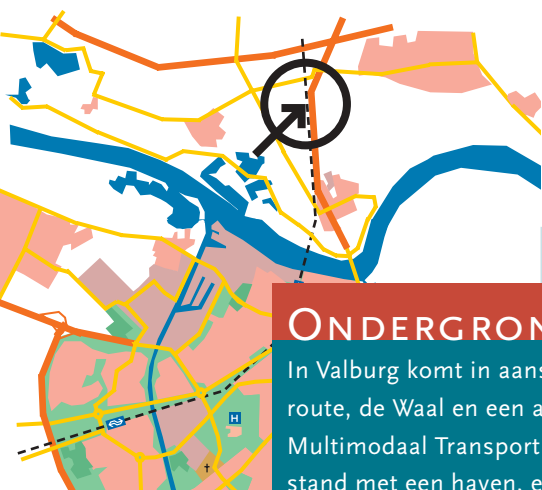 H
ONDERGRON
In Valburg komt in aans
route, de Waal en een a
Multimodaal Transport
stand met een haven, e